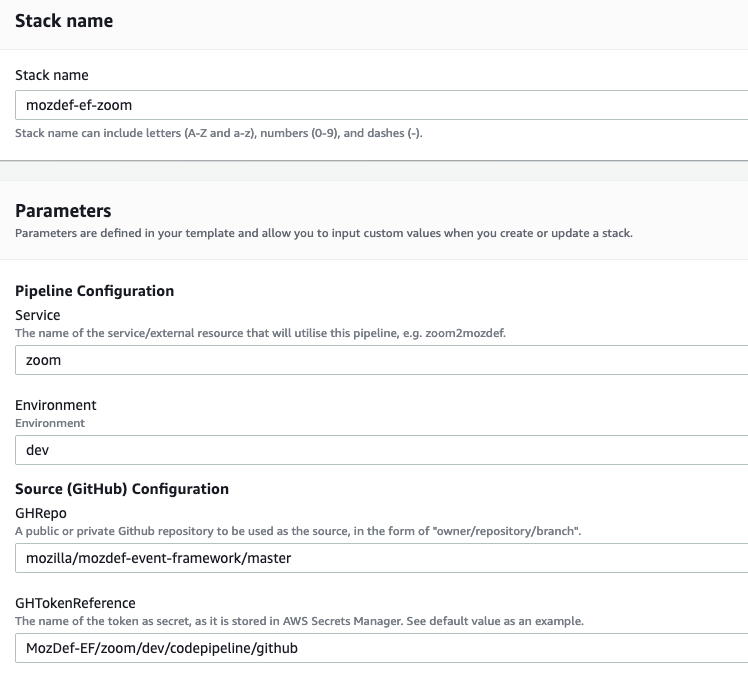 Stack name
Stack name
mozdef-ef-zoom
Stack name can include letters (A-Z and a-z), numbers (0-9), and dashes (-).
Parameters
Parameters are defined in your template and allow you to input custom values when you create or update a stack.
Pipeline Configuration
Service
The name of the service/external resource that will utilise this pipeline, e.g. zoom2mozdef.
zoom
Environment
Environment
dev
Source (GitHub) Configuration
GHRepo
A public or private Github repository to be used as the source, in the form of "owner/repository/branch".
mozilla/mozdef-event-framework/master
GHTokenReference
The name of the token as secret, as it is stored in AWS Secrets Manager. See default value as an example.
MozDef-EF/zoom/dev/codepipeline/github